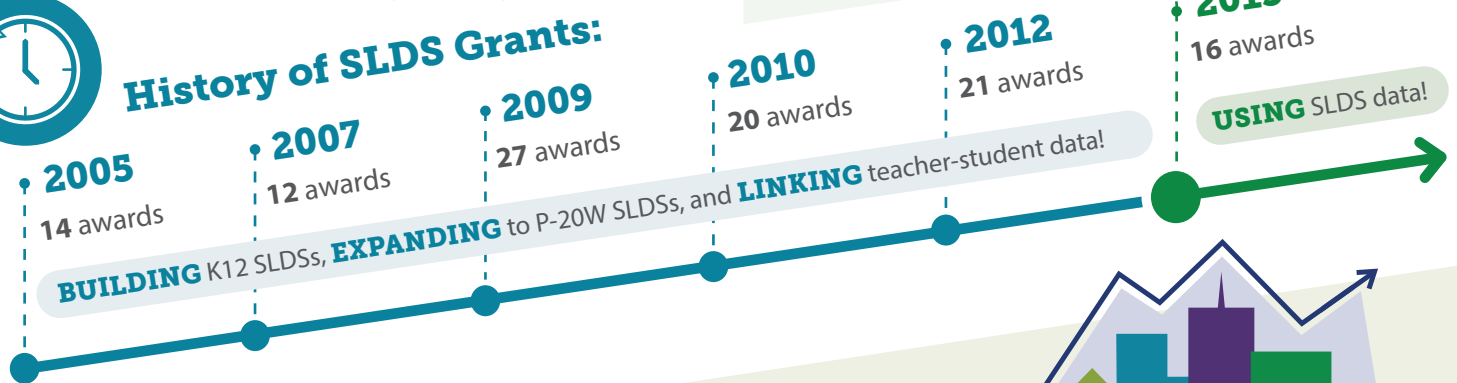 History of SLDS Grants:
2005
14 awards
2007
12 awards
2009
27 awards
2010
20 awards
2012
21 awards
16 awards
BUILDING K12 SLDSs, EXPANDING to P-20W SLDSs, and LINKING teacher-student data!
USING SLDS data!